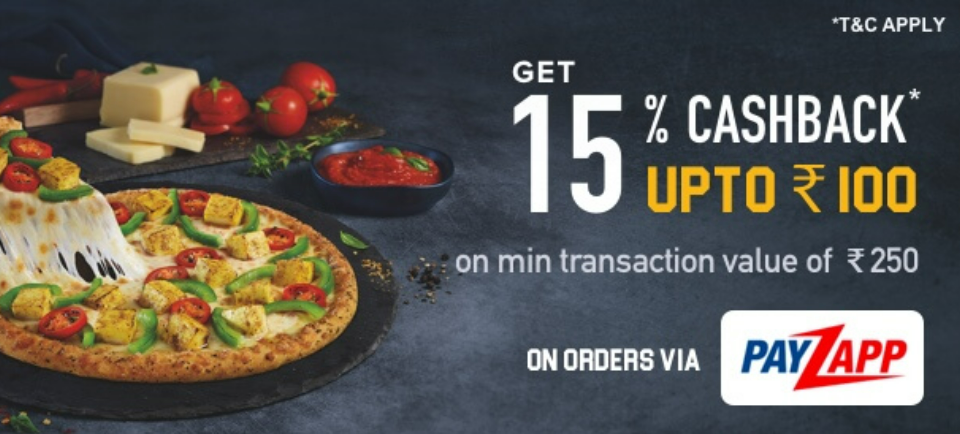 *T&C APPLY
GET
15 % CASHBACK*
UPTO ₹ 100
on min transaction value of ₹ 250
ON ORDERS VIA PAYZAPP